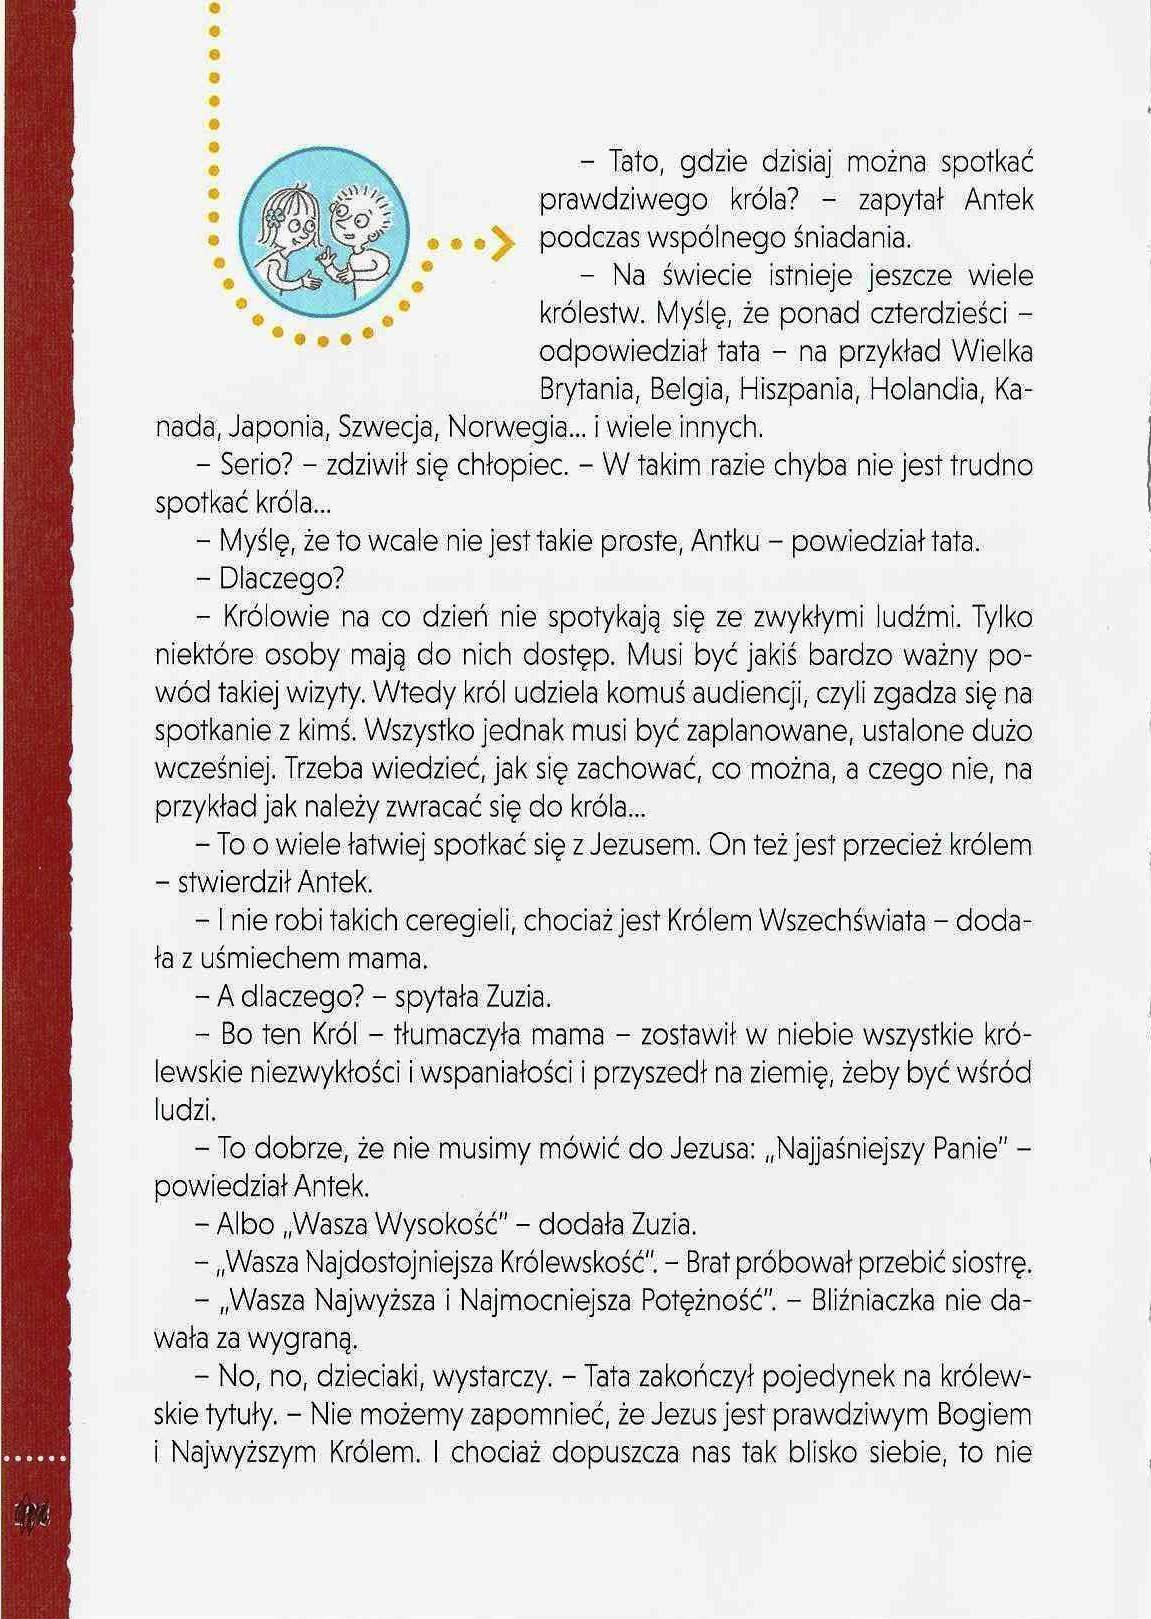 – Tato, gdzie dzisiaj można spotkać
prawdziwego króla? – zapytał Antek
podczas wspólnego śniadania.
– Na świecie istnieje jeszcze wiele
królestw. Myślę, że ponad czterdzieści –
odpowiedział tata – na przykład Wielka
Brytania, Belgia, Hiszpania, Holandia, Ka-
nada, Japonia, Szwecja, Norwegia... i wiele innych.
– Serio? – zdziwił się chłopiec. – W takim razie chyba nie jest trudno
spotkać króla...
– Myślę, że to wcale nie jest takie proste, Antku – powiedział tata.
– Dlaczego?
– Królowie na co dzień nie spotykają się ze zwykłymi ludźmi. Tylko
niektóre osoby mają do nich dostęp. Musi być jakiś bardzo ważny po-
wód takiej wizyty. Wtedy król udziela komuś audiencji, czyli zgadza się na
spotkanie z kimś. Wszystko jednak musi być zaplanowane, ustalone dużo
wcześniej. Trzeba wiedzieć, jak się zachować, co można, a czego nie, na
przykład jak należy zwracać się do króla...
– To o wiele łatwiej spotkać się z Jezusem. On też jest przecież królem
– stwierdził Antek.
– I nie robi takich ceregieli, chociaż jest Królem Wszechświata – doda-
ła z uśmiechem mama.
– A dlaczego? – spytała Zuzia.
– Bo ten Król – tłumaczyła mama – zostawił w niebie wszystkie kró-
lewskie niezwykłości i wspaniałości i przyszedł na ziemię, żeby być wśród
ludzi.
– To dobrze, że nie musimy mówić do Jezusa: „Najjaśniejszy Panie" –
powiedział Antek.
– Albo „Wasza Wysokość" – dodała Zuzia.
– „Wasza Najdostojniejsza Królewskość". – Brat próbował przebić siostrę.
– „Wasza Najwyższa i Najmocniejsza Potężność". – Bliźniaczka nie da-
wała za wygraną.
– No, no, dzieciaki, wystarczy. – Tata zakończył pojedynek na królew-
skie tytuły. – Nie możemy zapomnieć, że Jezus jest prawdziwym Bogiem
i Najwyższym Królem. I chociaż dopuszcza nas tak blisko siebie, to nie